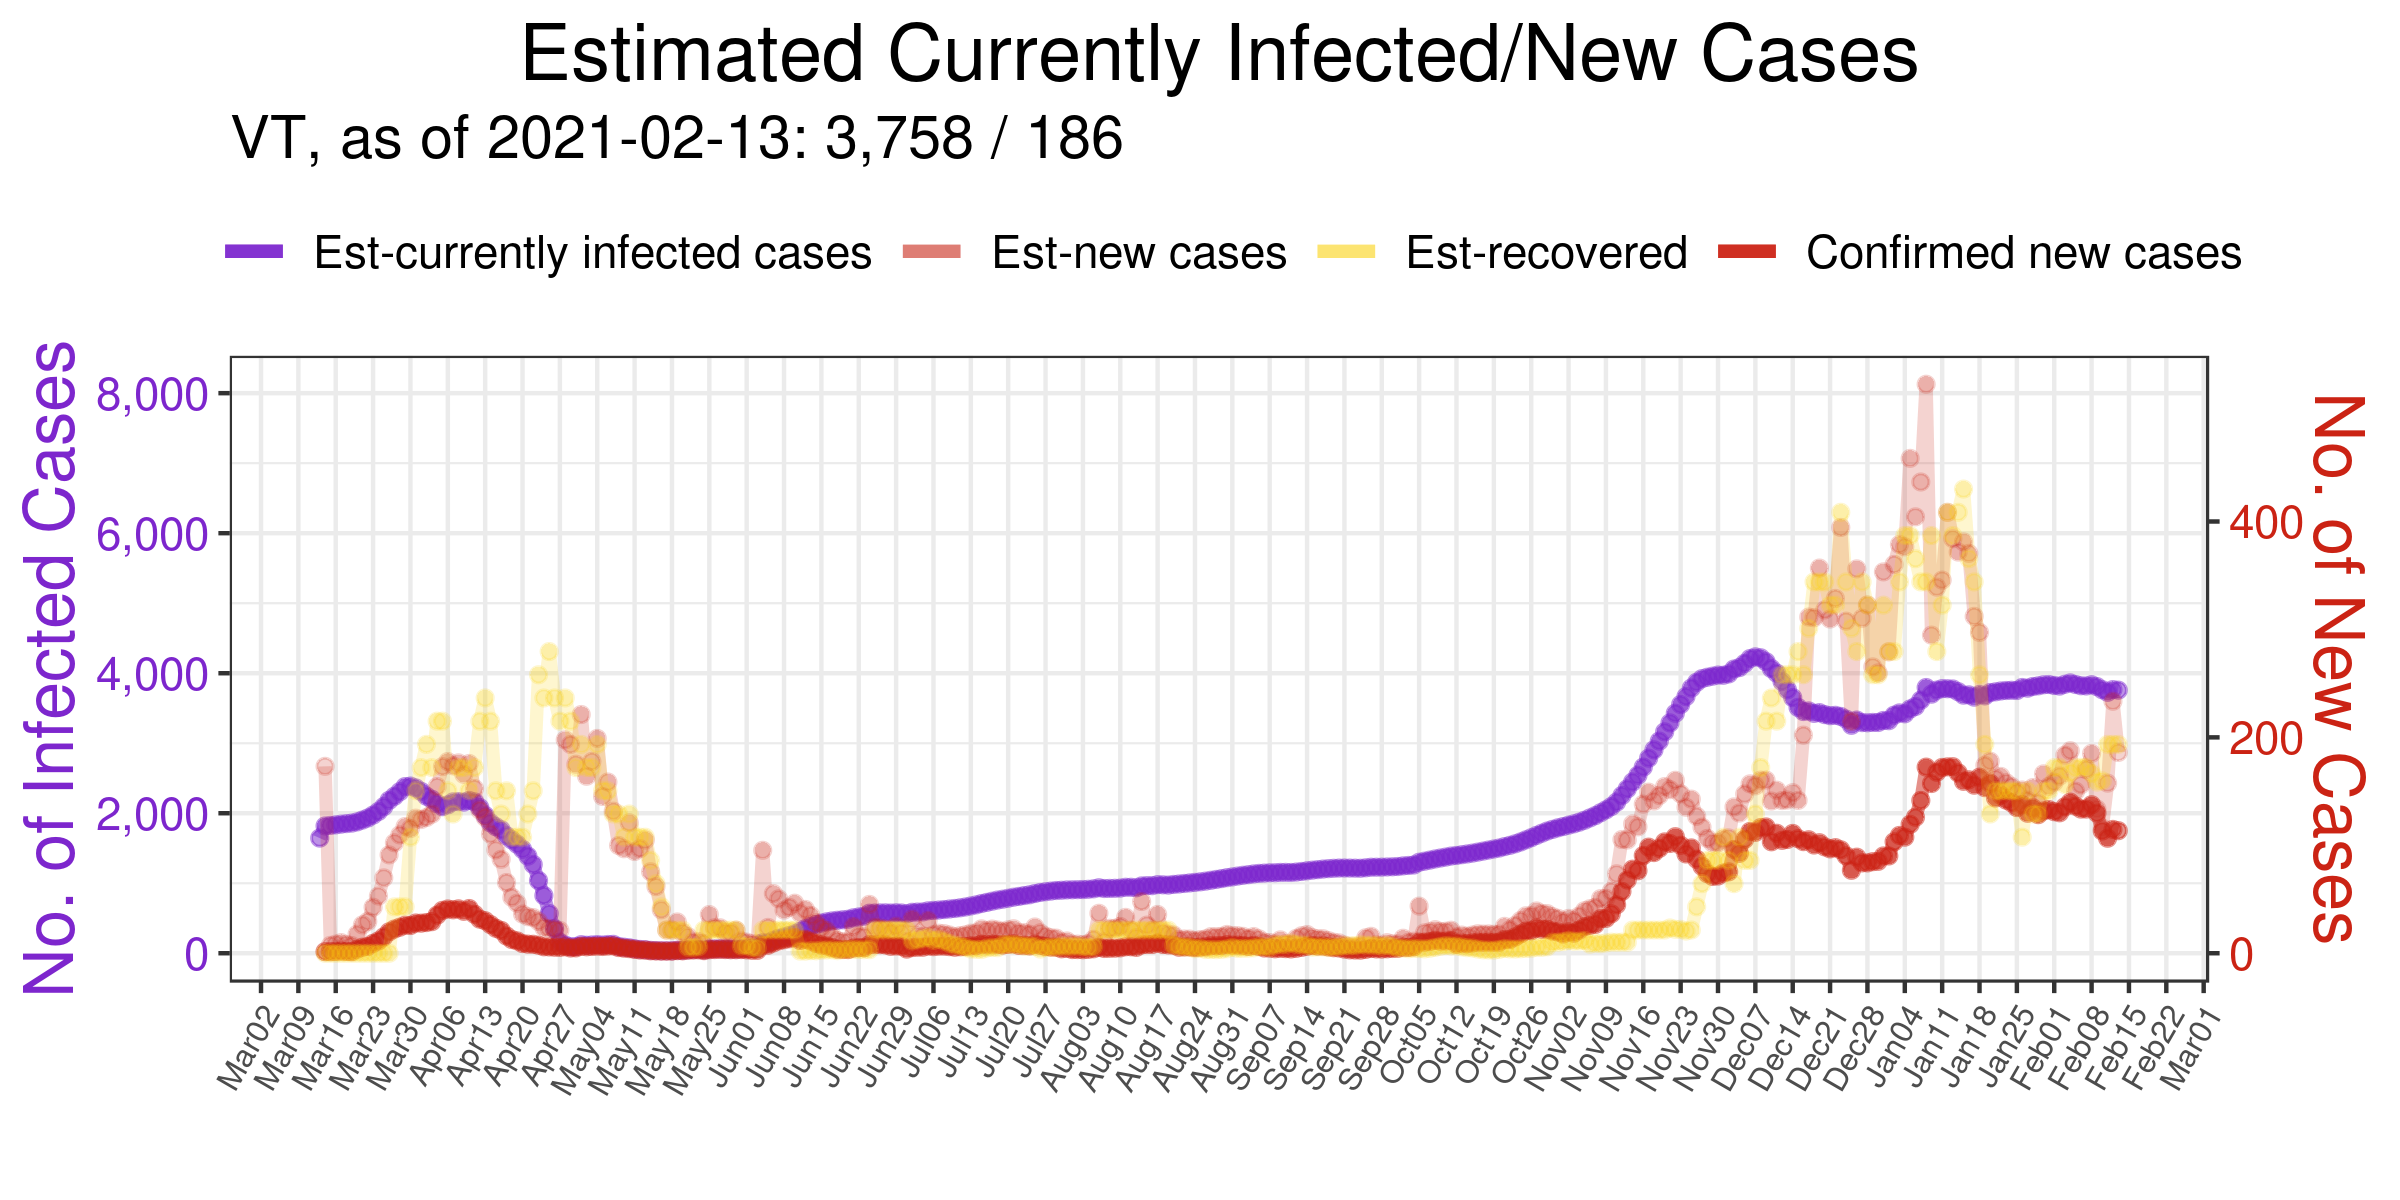 Estimated Currently Infected/New Cases
VT, as of 2021-02-13: 3,758 / 186
Est-currently infected cases Est-new cases Est-recovered Confirmed new cases
No. of Infected Cases
8,000
6,000
4,000
2,000
0
No. of New Cases
400
200
0
Mar02 Mar09 Mar16 Mar23 Mar30 Apr06 Apr13 Apr20 Apr27 May04 May11 May18 May25 Jun01 Jun08 Jun15 Jun22 Jun29 Jul06 Jul13 Jul20 Jul27 Aug03 Aug10 Aug17 Aug24 Aug31 Sep07 Sep14 Sep21 Sep28 Oct05 Oct12 Oct19 Oct26 Nov02 Nov09 Nov16 Nov23 Nov30 Dec07 Dec14 Dec21 Dec28 Jan04 Jan11 Jan18 Jan25 Feb01 Feb08 Feb15 Feb22 Mar01